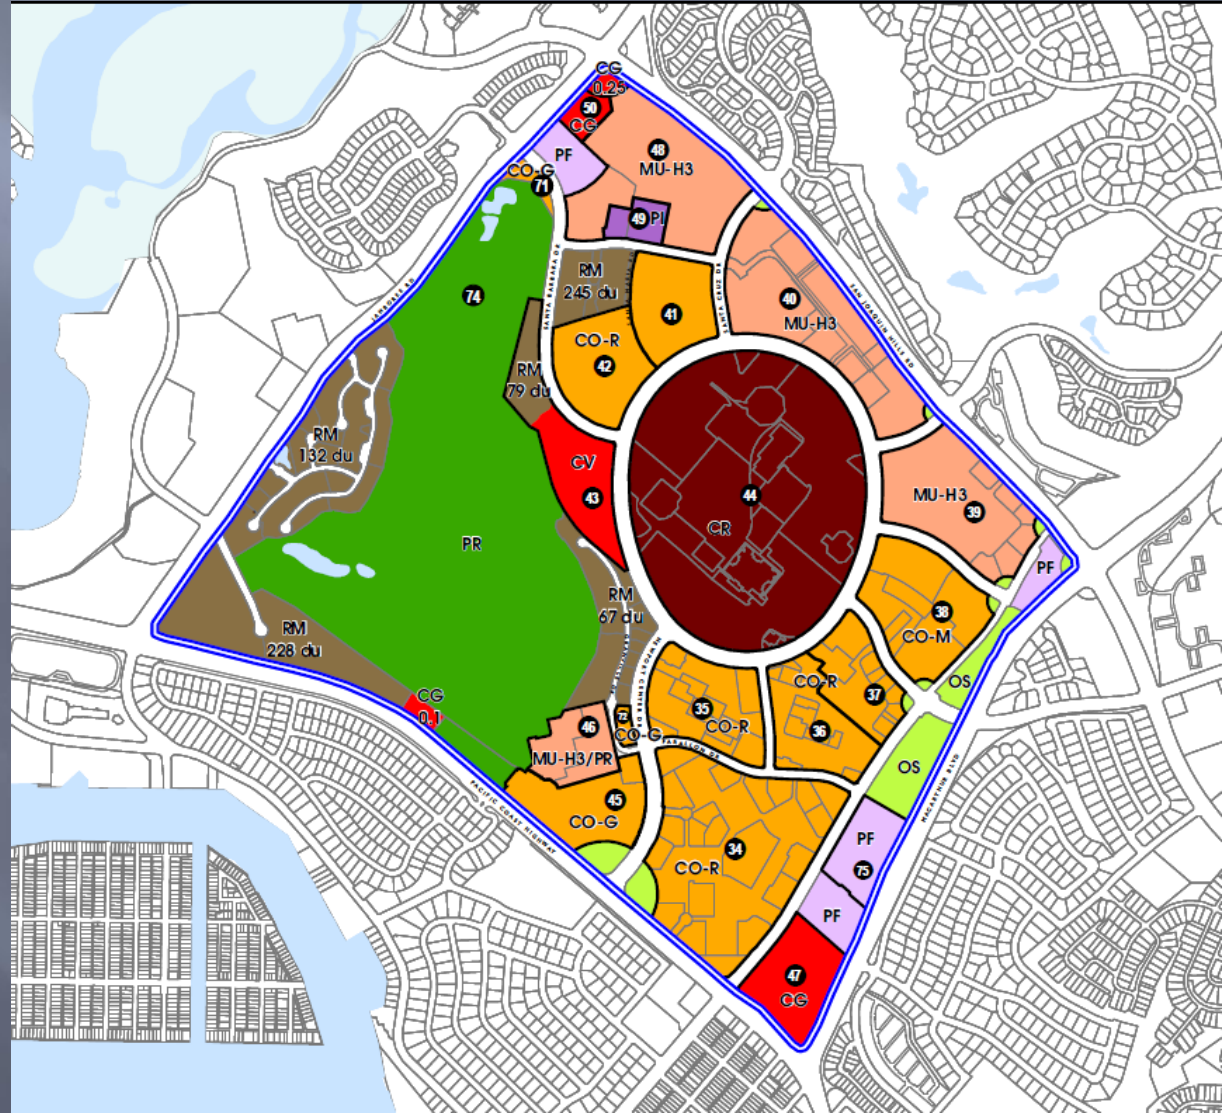 CG
0.25
50
CG
PF
48
MU-H3
CO-G
71
49 PI
RM
245 du
SANTA BARBARA DR
SANTA CRUZ DR
41
40
MU-H3
SAN JOAQUIN HILLS RD
74
JAMBOREE RD
CO-R
42
RM
79 du
RM
132 du
CV
43
44
CR
MU-H3
39
PF
PR
RM
67 du
38
CO-M
RM
228 du
NEWPORT CENTER DR
CO-R
37
OS
CG
0.1
35
CO-R
36
72
CO-G
46
MU-H3/PR
FARALLON DR
OS
MACARTHUR BLVD
PACIFIC COAST HIGHWAY
45
CO-G
34
CO-R
PF
75
PF
47
CG